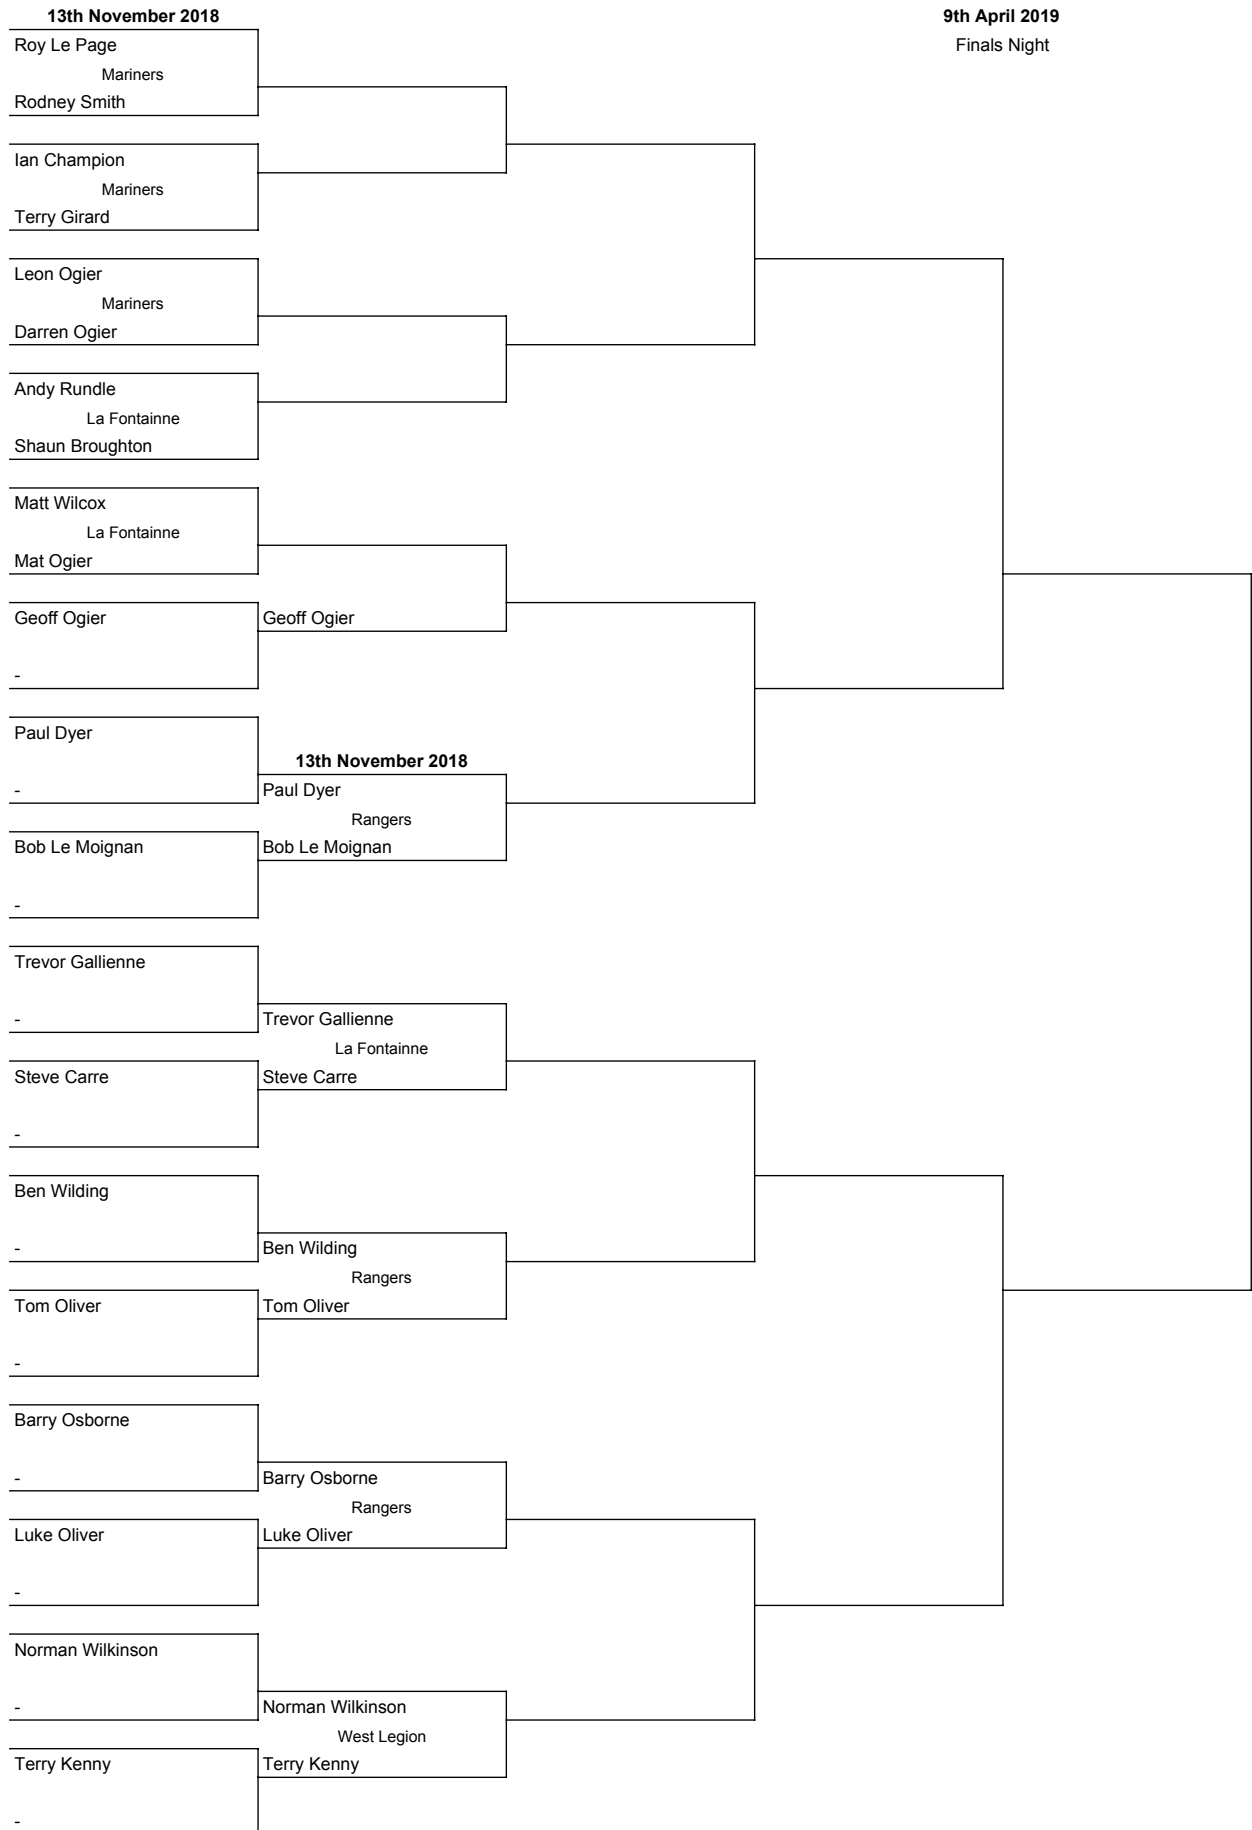 13th November 2018
9th April 2019
Roy Le Page
Finals Night
Mariners
Rodney Smith
Ian Champion
Mariners
Terry Girard
Leon Ogier
Mariners
Darren Ogier
Andy Rundle
La Fontainne
Shaun Broughton
Matt Wilcox
La Fontainne
Mat Ogier
Geoff Ogier
Geoff Ogier
-
Paul Dyer
13th November 2018
-
Paul Dyer
Rangers
Bob Le Moignan
Bob Le Moignan
-
Trevor Gallienne
-
Trevor Gallienne
La Fontainne
Steve Carre
Steve Carre
-
Ben Wilding
-
Ben Wilding
Rangers
Tom Oliver
Tom Oliver
-
Barry Osborne
-
Barry Osborne
Rangers
Luke Oliver
Luke Oliver
-
Norman Wilkinson
-
Norman Wilkinson
West Legion
Terry Kenny
Terry Kenny
-